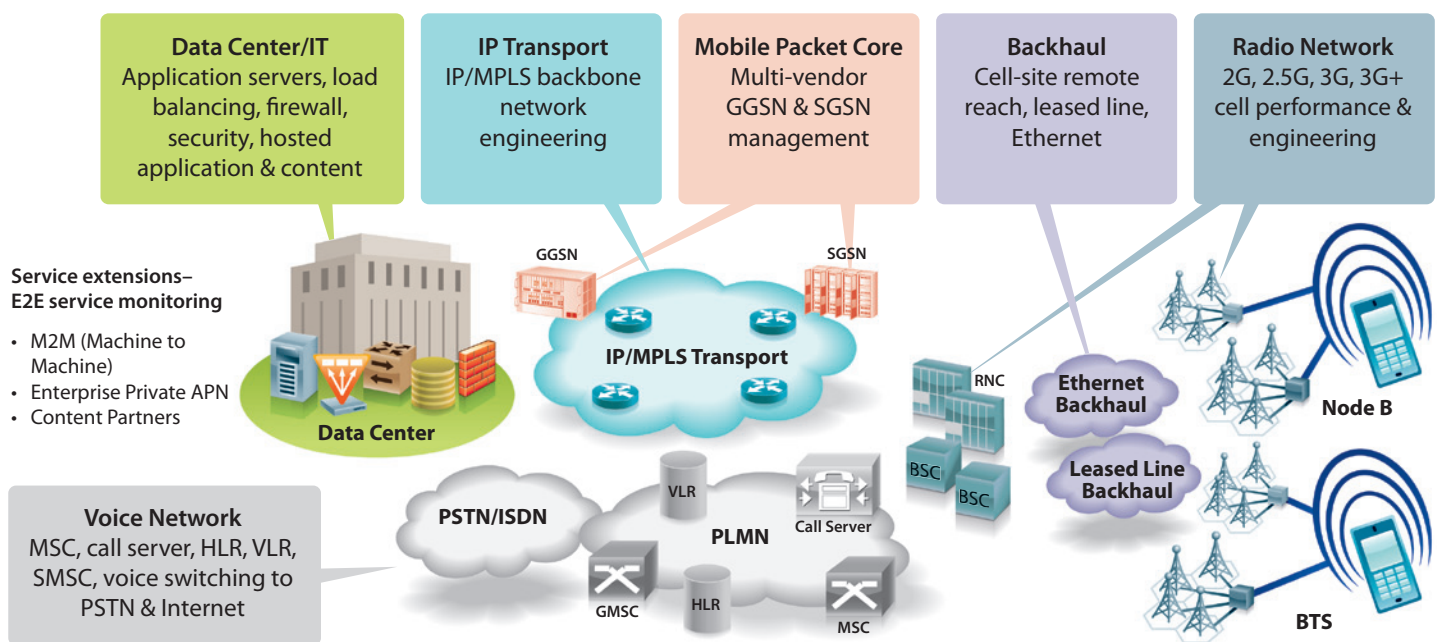 Data Center/IT
Application servers, load
balancing, firewall,
security, hosted
application & content
IP Transport
IP/MPLS backbone
network
engineering
Mobile Packet Core
Multi-vendor
GGSN & SGSN
management
Backhaul
Cell-site remote
reach, leased line,
Ethernet
Radio Network
2G, 2.5G, 3G, 3G+
cell performance &
engineering
Service extensions–
E2E service monitoring
• M2M (Machine to
Machine)
• Enterprise Private APN
• Content Partners
Data Center
GGSN
SGSN
IP/MPLS Transport
RNC
BSC
BSC
Ethernet
Backhaul
Leased Line
Backhaul
Node B
BTS
Voice Network
MSC, call server, HLR, VLR,
SMSC, voice switching to
PSTN & Internet
PSTN/ISDN
VLR
PLMN
Call Server
GMSC
HLR
MSC